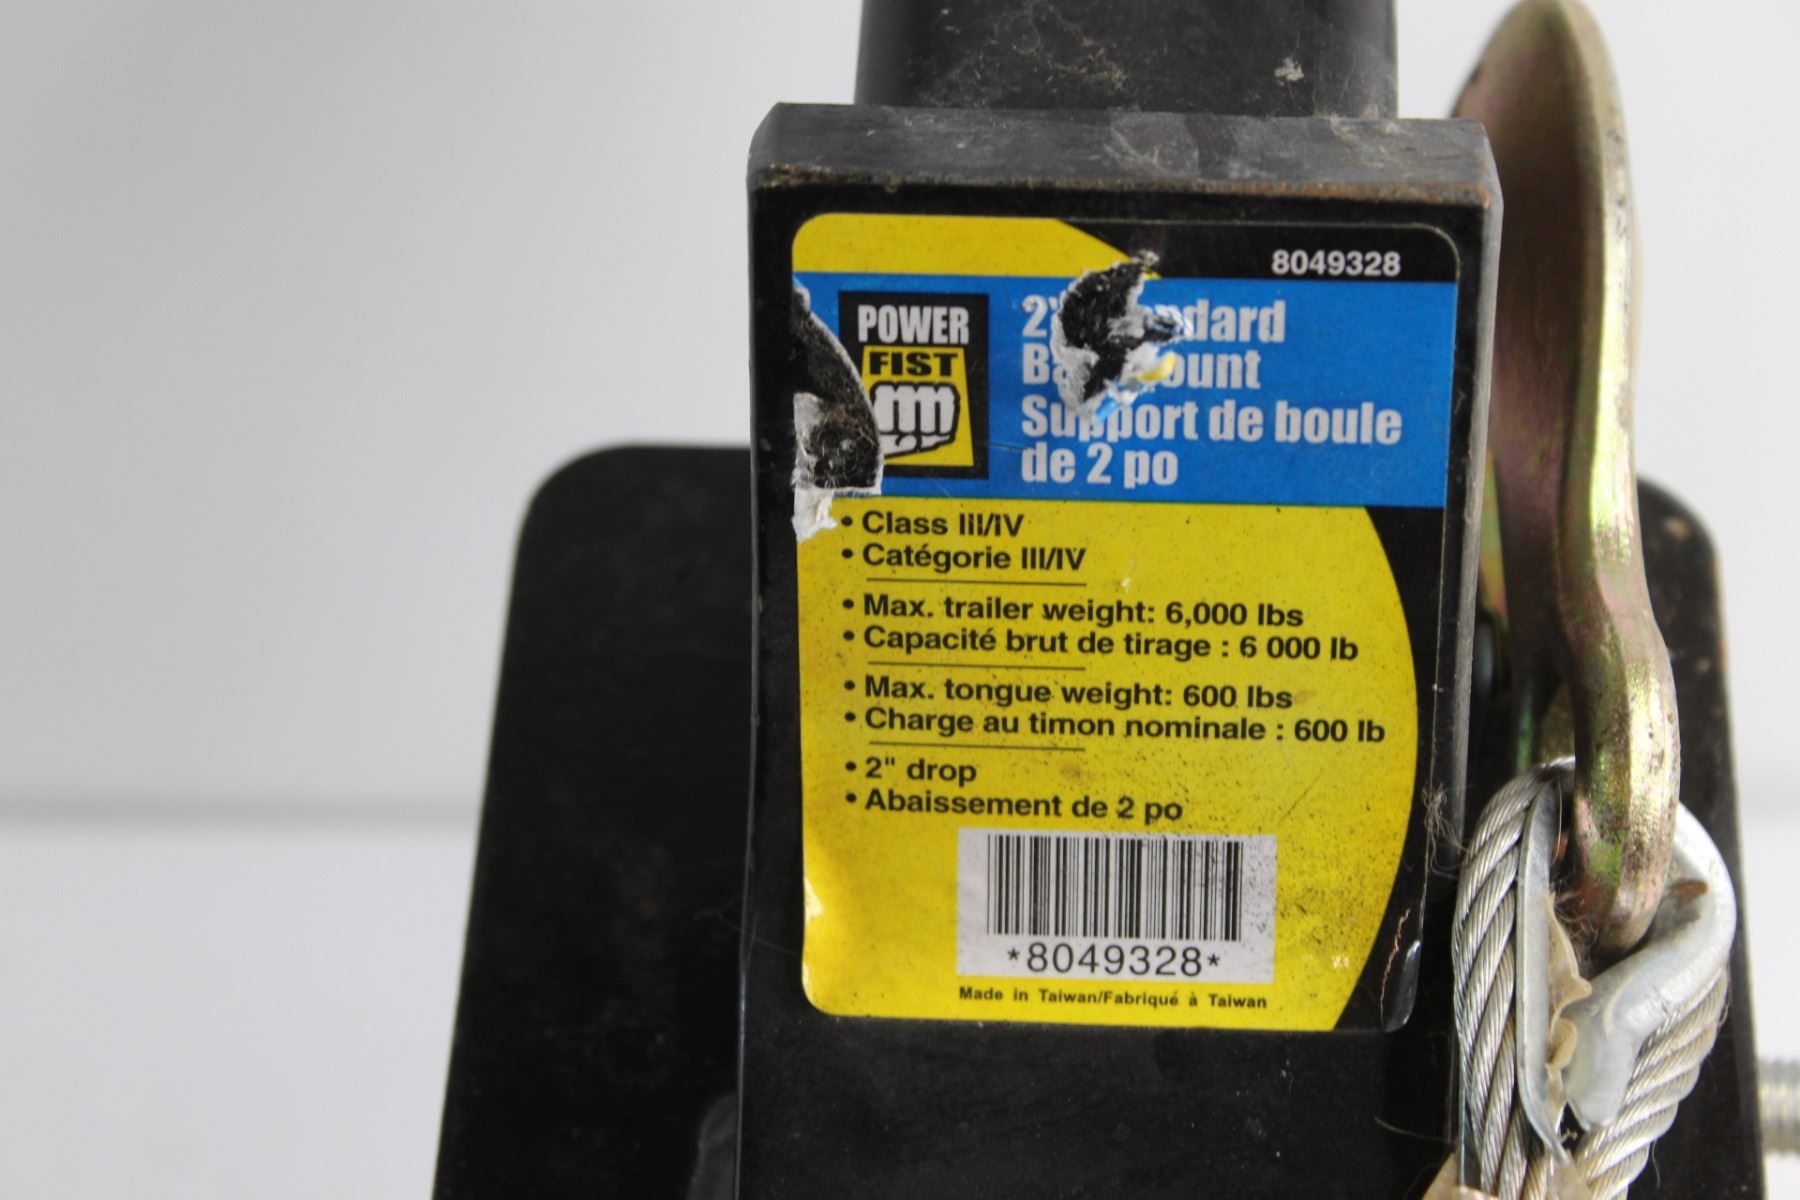 8049328
POWER
FIST
2" ndard
ount
Support de boule
de 2 po
• Class III/IV
• Catégorie III/IV
• Max. trailer weight: 6,000 lbs
• Capacité brut de tirage : 6 000 lb
• Max. tongue weight: 600 lbs
• Charge au timon nominale : 600 lb
• 2" drop
• Abaissement de 2 po
*8049328*
Made in Taiwan/Fabriqué à Taiwan